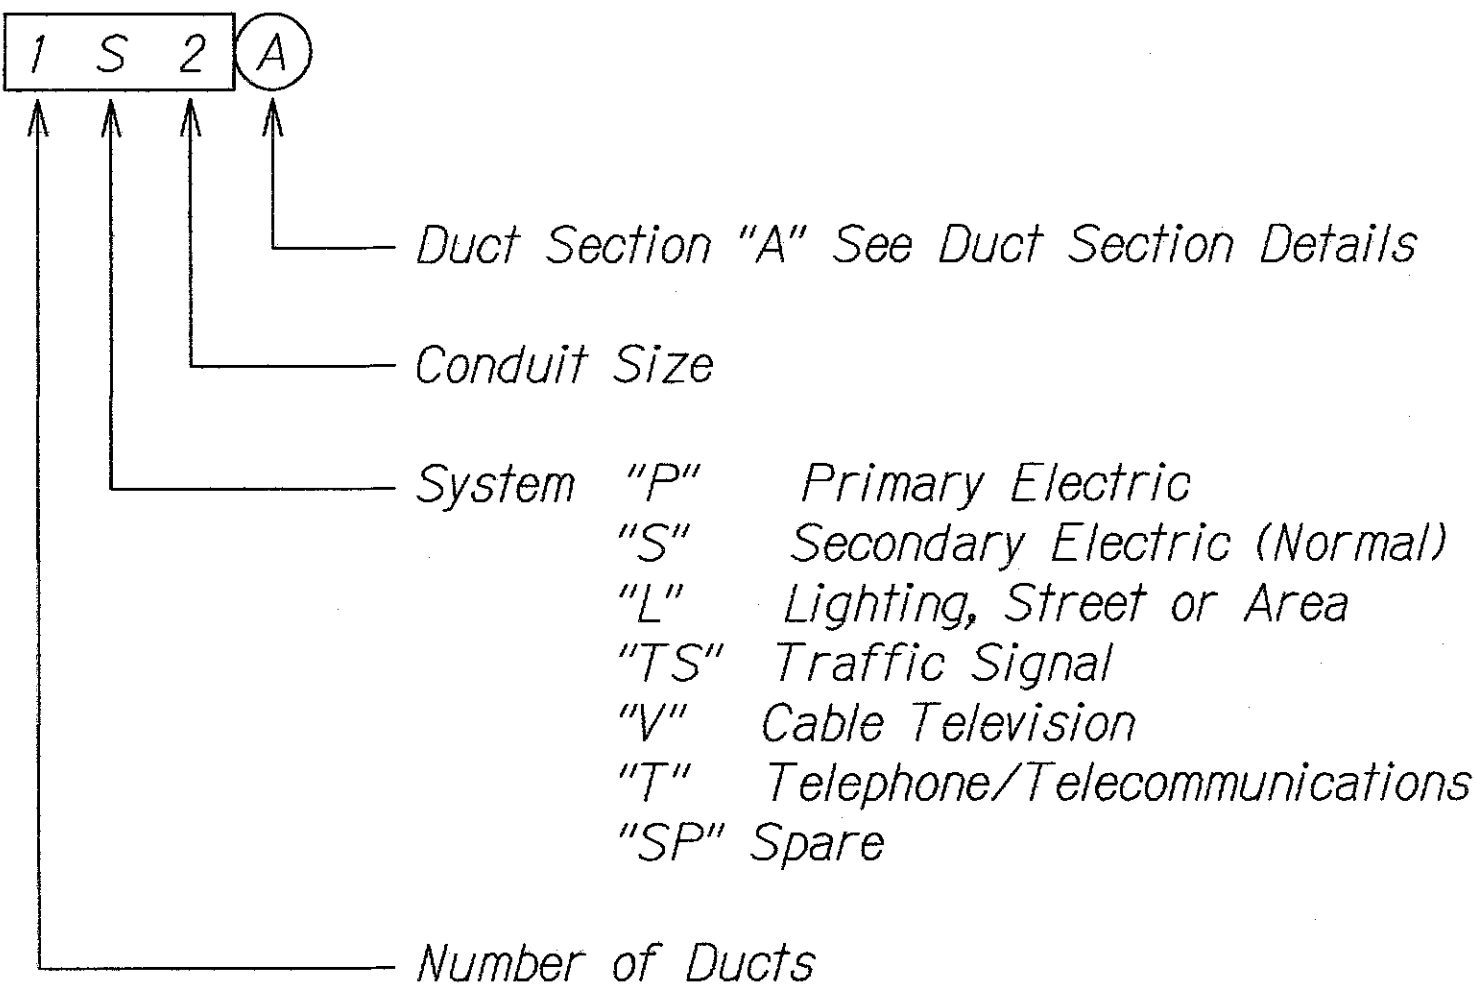 1 S 2 A
Duct Section "A" See Duct Section Details
Conduit Size
System "P" Primary Electric
"S" Secondary Electric (Normal)
"L" Lighting, Street or Area
"TS" Traffic Signal
"V" Cable Television
"T" Telephone/Telecommunications
"SP" Spare
Number of Ducts